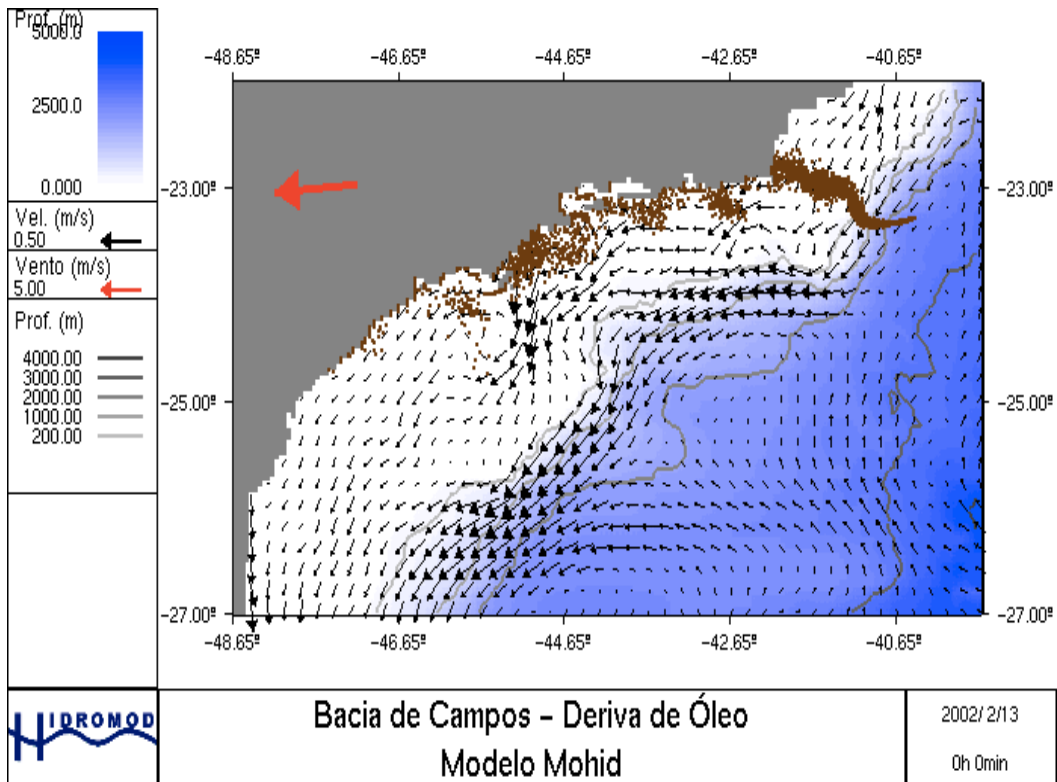 Prof. (m)
5000.0
2500.0
0.000
Vel. (m/s)
0.50
Vento (m/s)
5.00
Prof. (m)
4000.00
3000.00
2000.00
1000.00
200.00
-48.65º -46.65º -44.65º -42.65º -40.65º
-23.00º -23.00º
-25.00º -25.00º
-27.00º -27.00º
-48.65º -46.65º -44.65º -42.65º -40.65º
HIDROMOD
Bacia de Campos – Deriva de Óleo
Modelo Mohid
2002/ 2/13
0h 0min